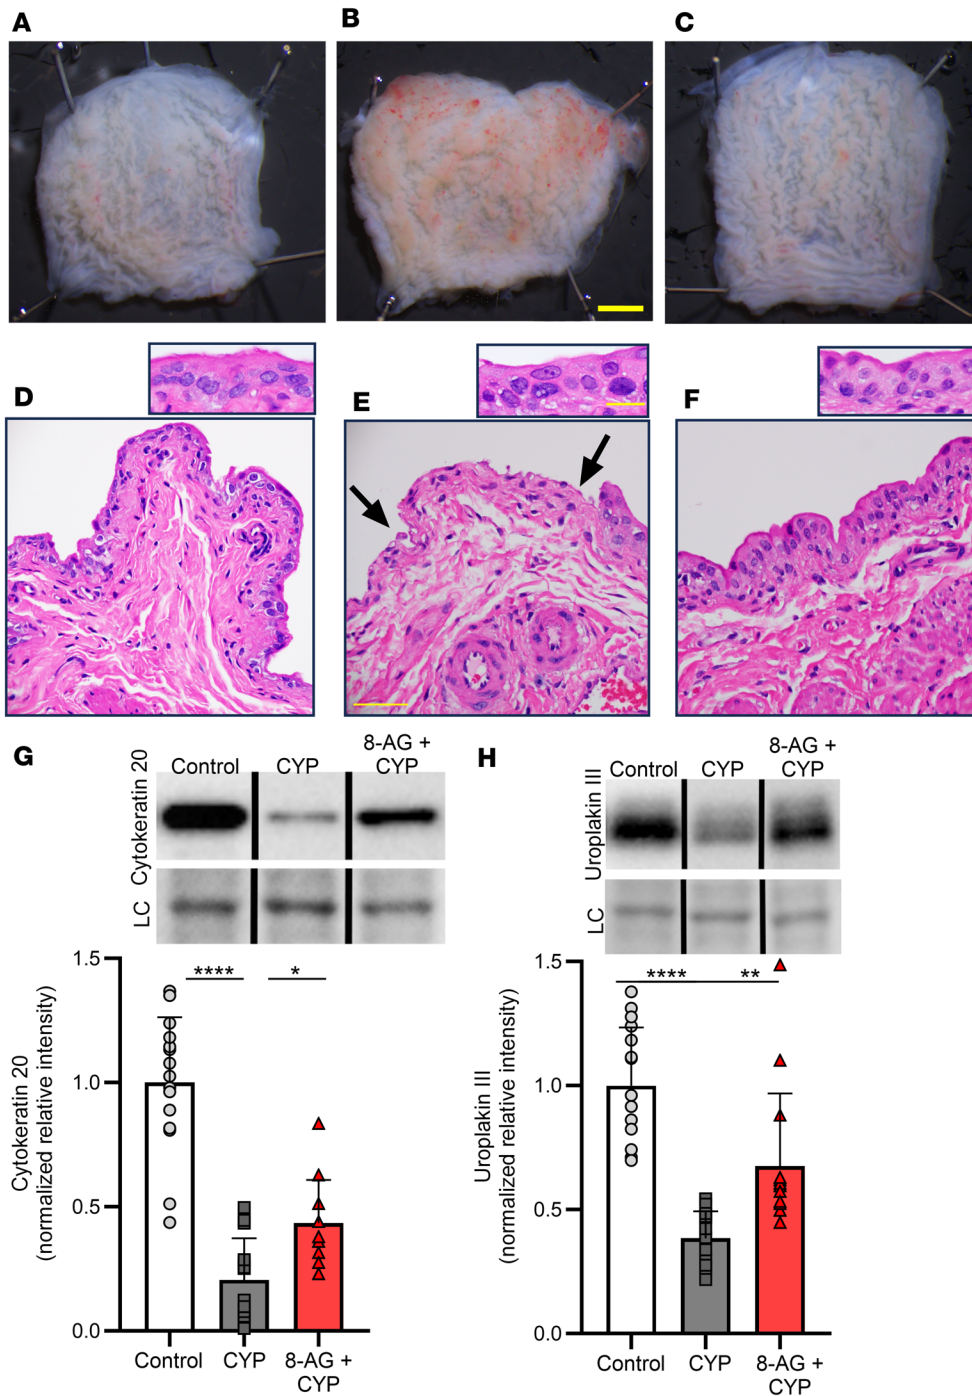 A
B
C
D
E
F
G
Control
CYP
8-AG +
CYP
Cytokeratin 20
LC
1.5
1.0
0.5
0.0
Cytokeratin 20
(normalized relative intensity)
****
*
Control
CYP
8-AG +
CYP
H
Control
CYP
8-AG +
CYP
Uroplakin III
LC
1.5
1.0
0.5
0.0
Uroplakin III
(normalized relative intensity)
****
**
Control
CYP
8-AG +
CYP